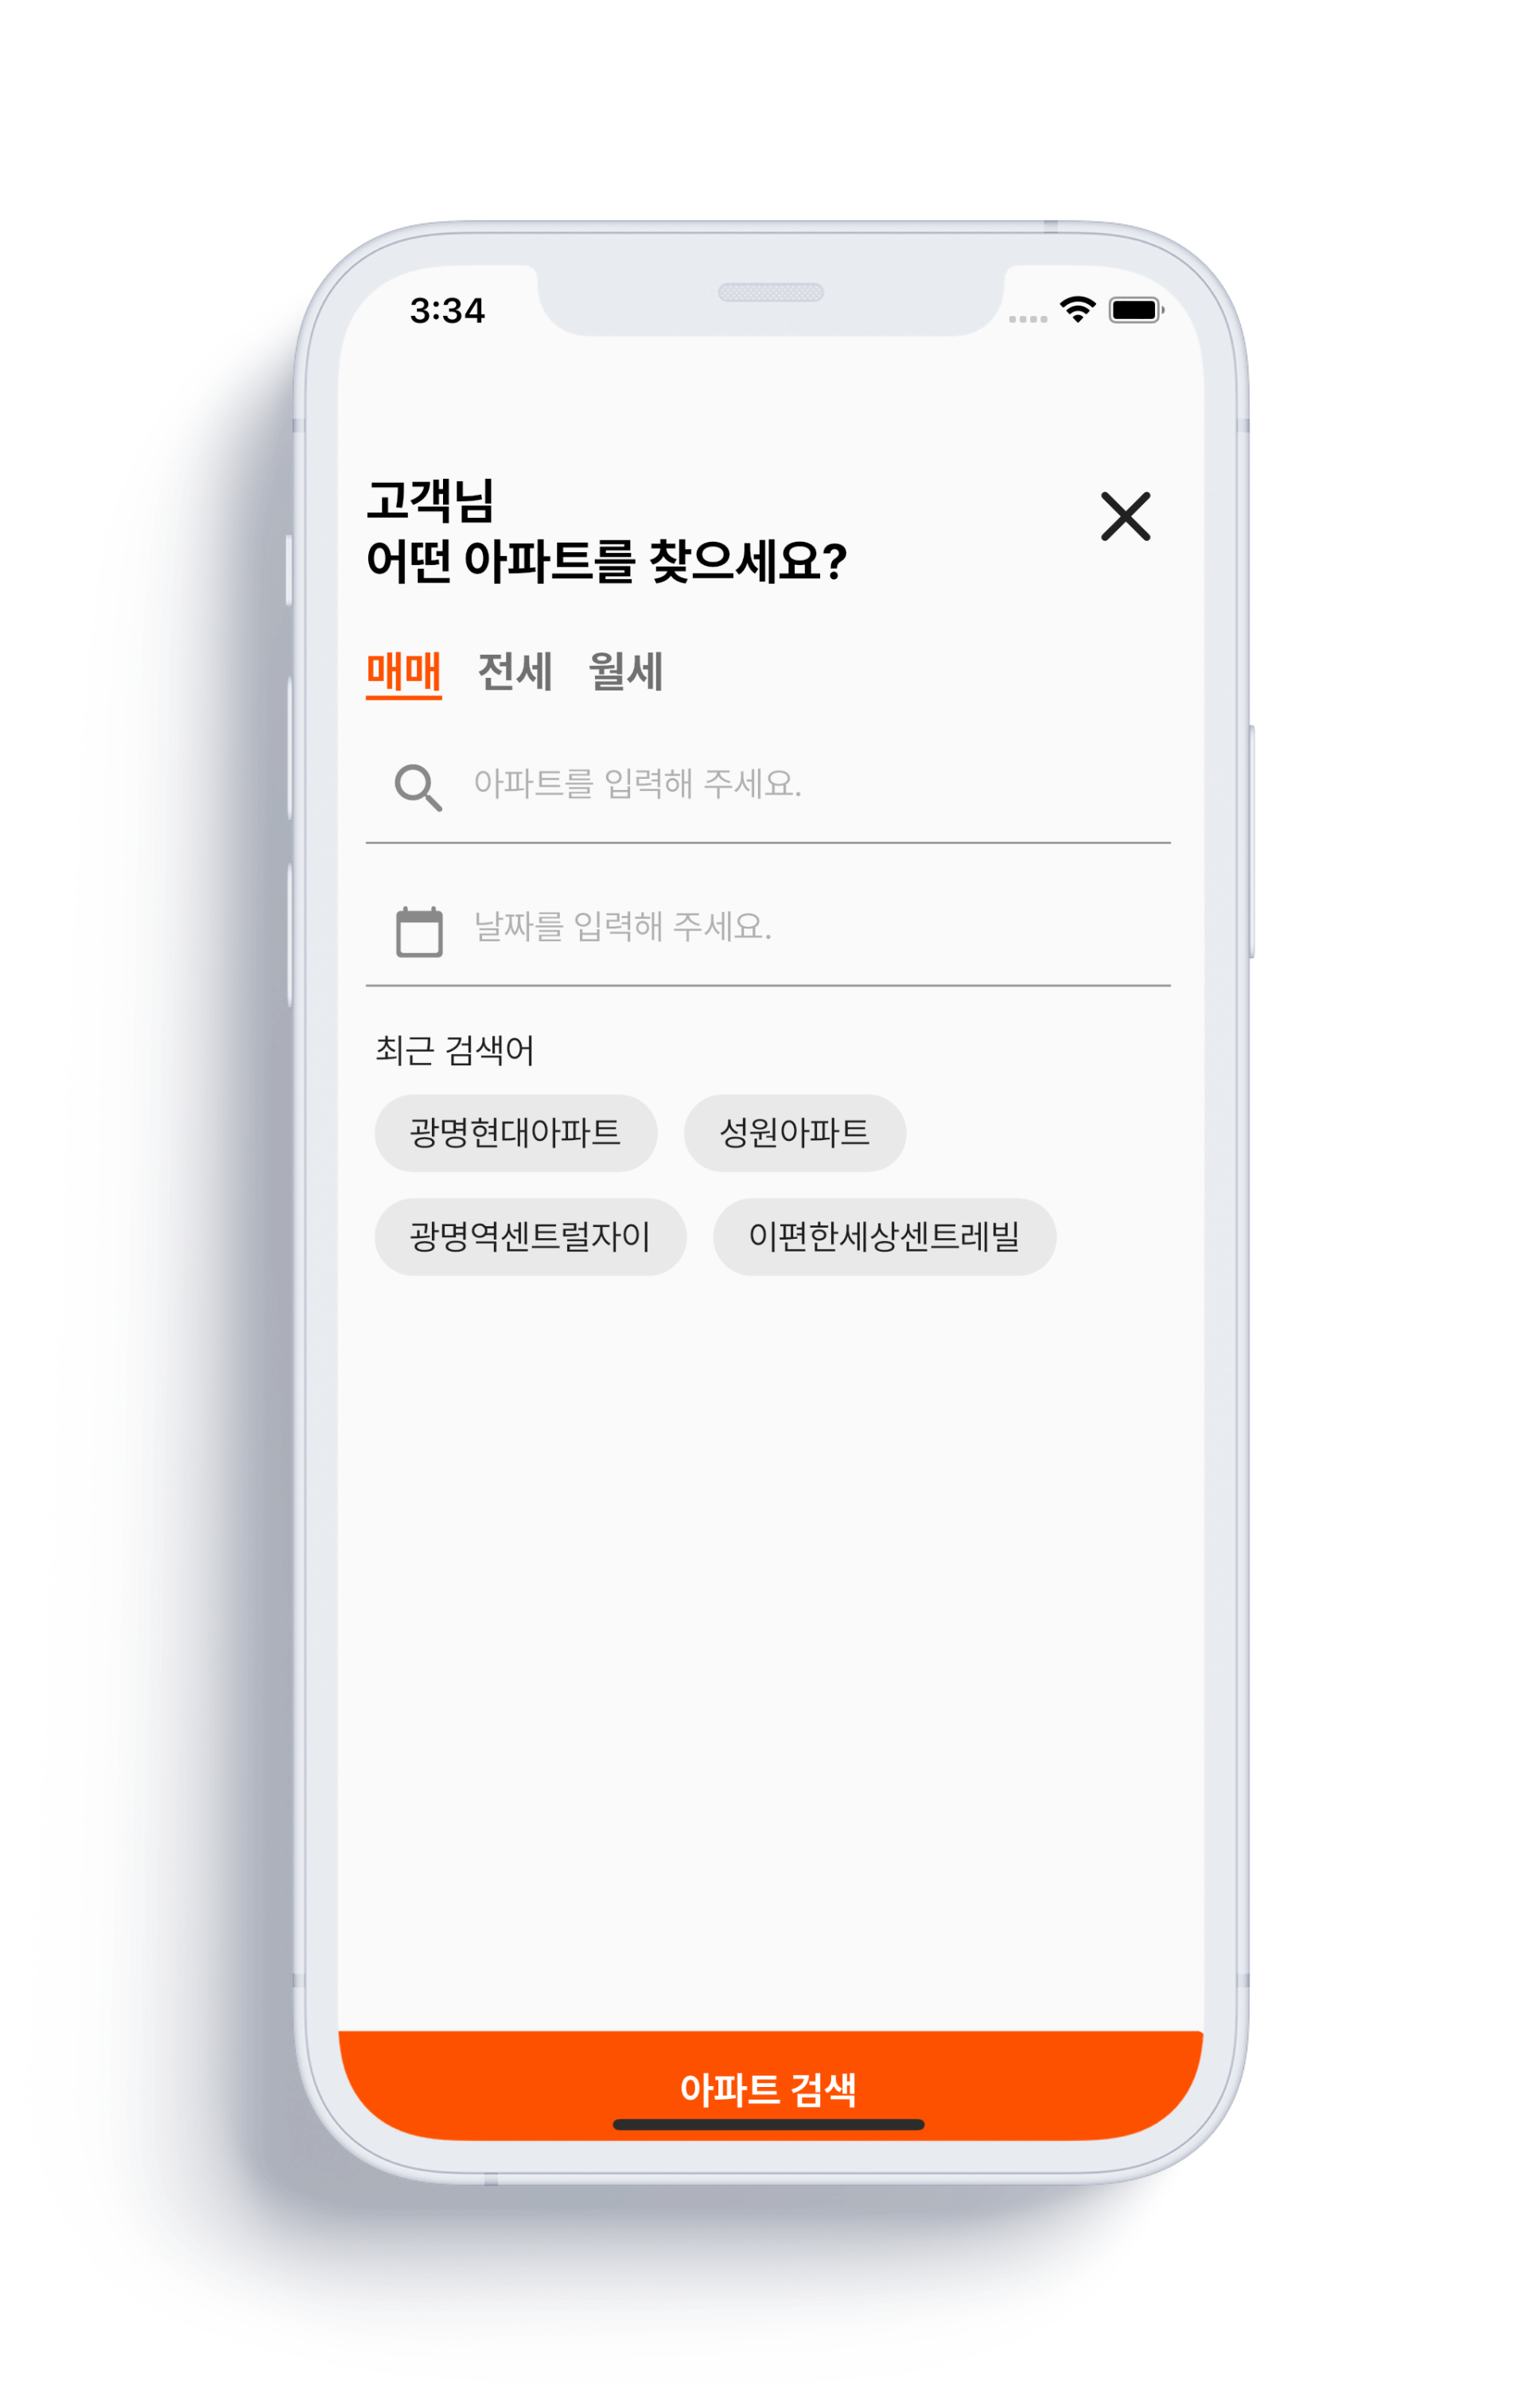 3:34
고객님
어떤 아파트를 찾으세요?
매매 전세 월세
아파트를 입력해 주세요.
날짜를 입력해 주세요.
최근 검색어
광명현대아파트 성원아파트
광명역센트럴자이 이편한세상센트레빌
아파트 검색